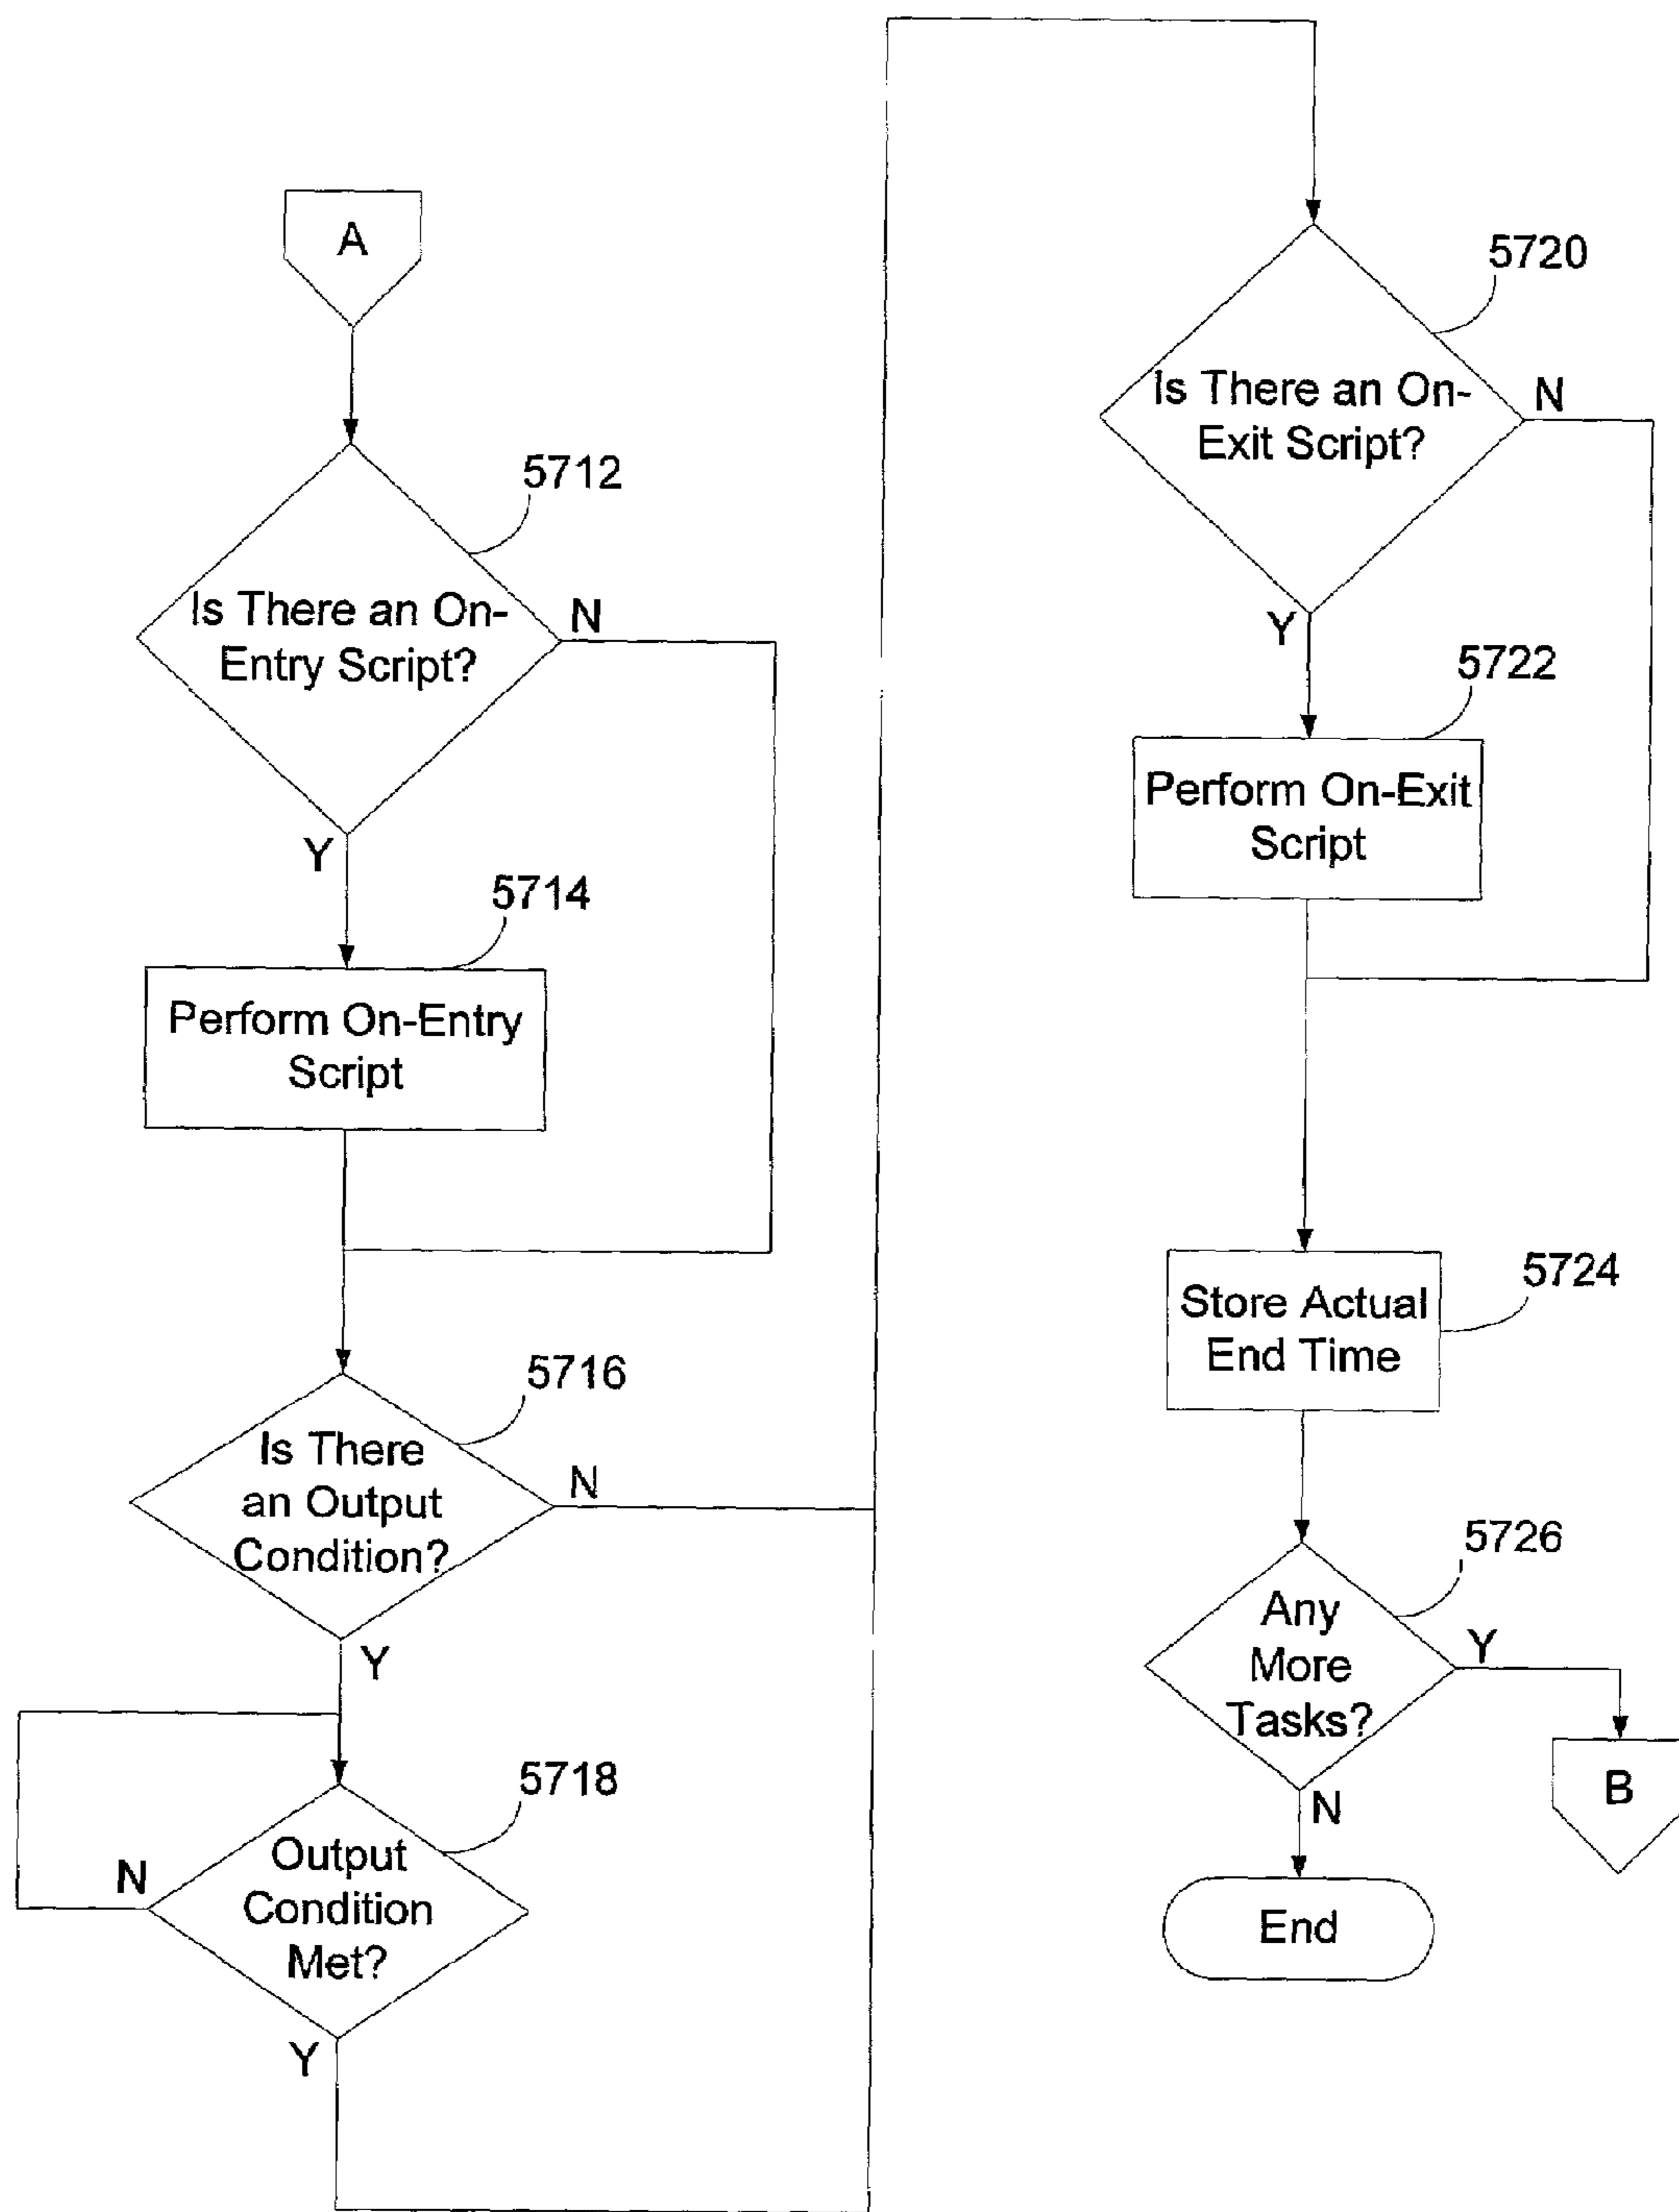 A
5712
Is There an On-
Entry Script?
N
Y
5714
Perform On-Entry
Script
5716
Is There
an Output
Condition?
N
Y
5718
Output
Condition
Met?
N
Y
5720
Is There an On-
Exit Script?
N
Y
5722
Perform On-Exit
Script
5724
Store Actual
End Time
5726
Any
More
Tasks?
Y
B
N
End